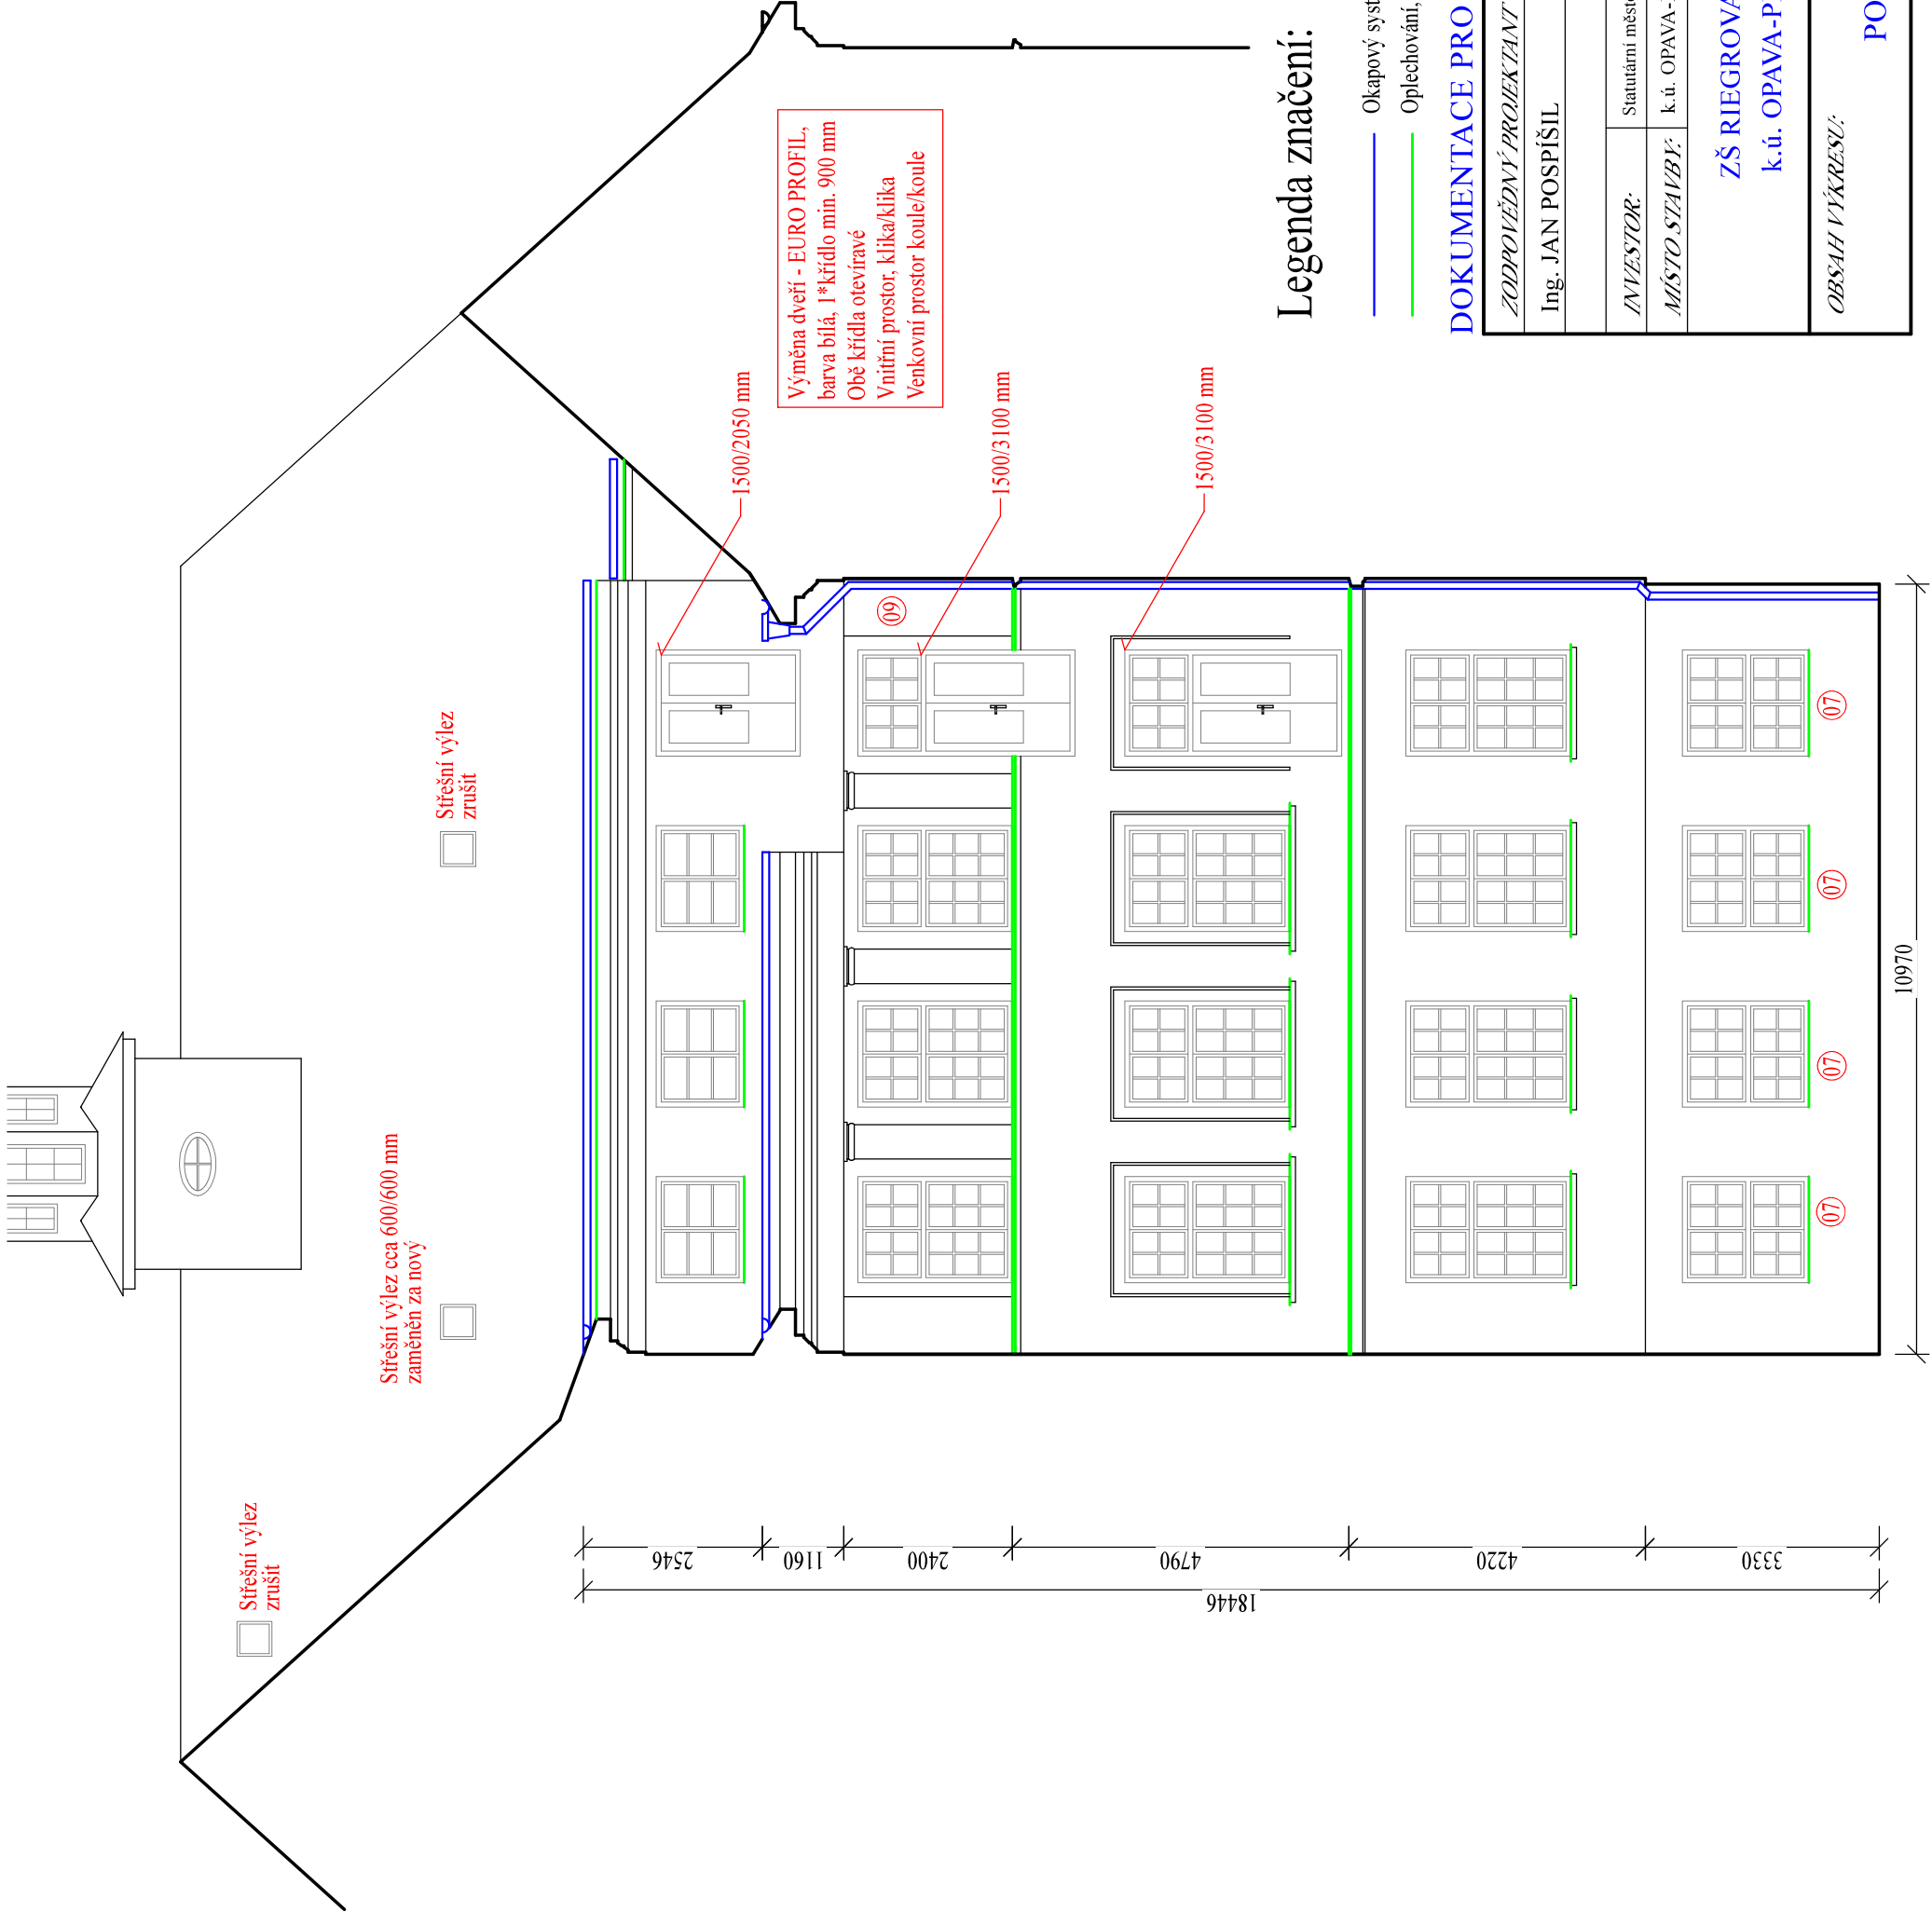 Střešní výlez
zrušit
Střešní výlez cca 600/600 mm
zaměněn za nový
Střešní výlez
zrušit
1500/2050 mm
Výměna dveří - EURO PROFIL,
barva bílá, 1*křídlo min. 900 mm
Obě křídla otevíravé
Vnitřní prostor, klika/klika
Venkovní prostor koule/koule
1500/3100 mm
1500/3100 mm
09
07
07
07
07
2546
1160
2400
4790
4220
3330
18446
10970
Legenda značení:
Okapový syst
Oplechování,
DOKUMENTACE PRO
ZODPOVĚDNÝ PROJEKTANT
Ing. JAN POSPÍŠIL
INVESTOR:
Statutární město
MÍSTO STAVBY:
k.ú. OPAVA-
ZŠ RIEGROVA
k.ú. OPAVA-P
OBSAH VÝKRESU:
PO